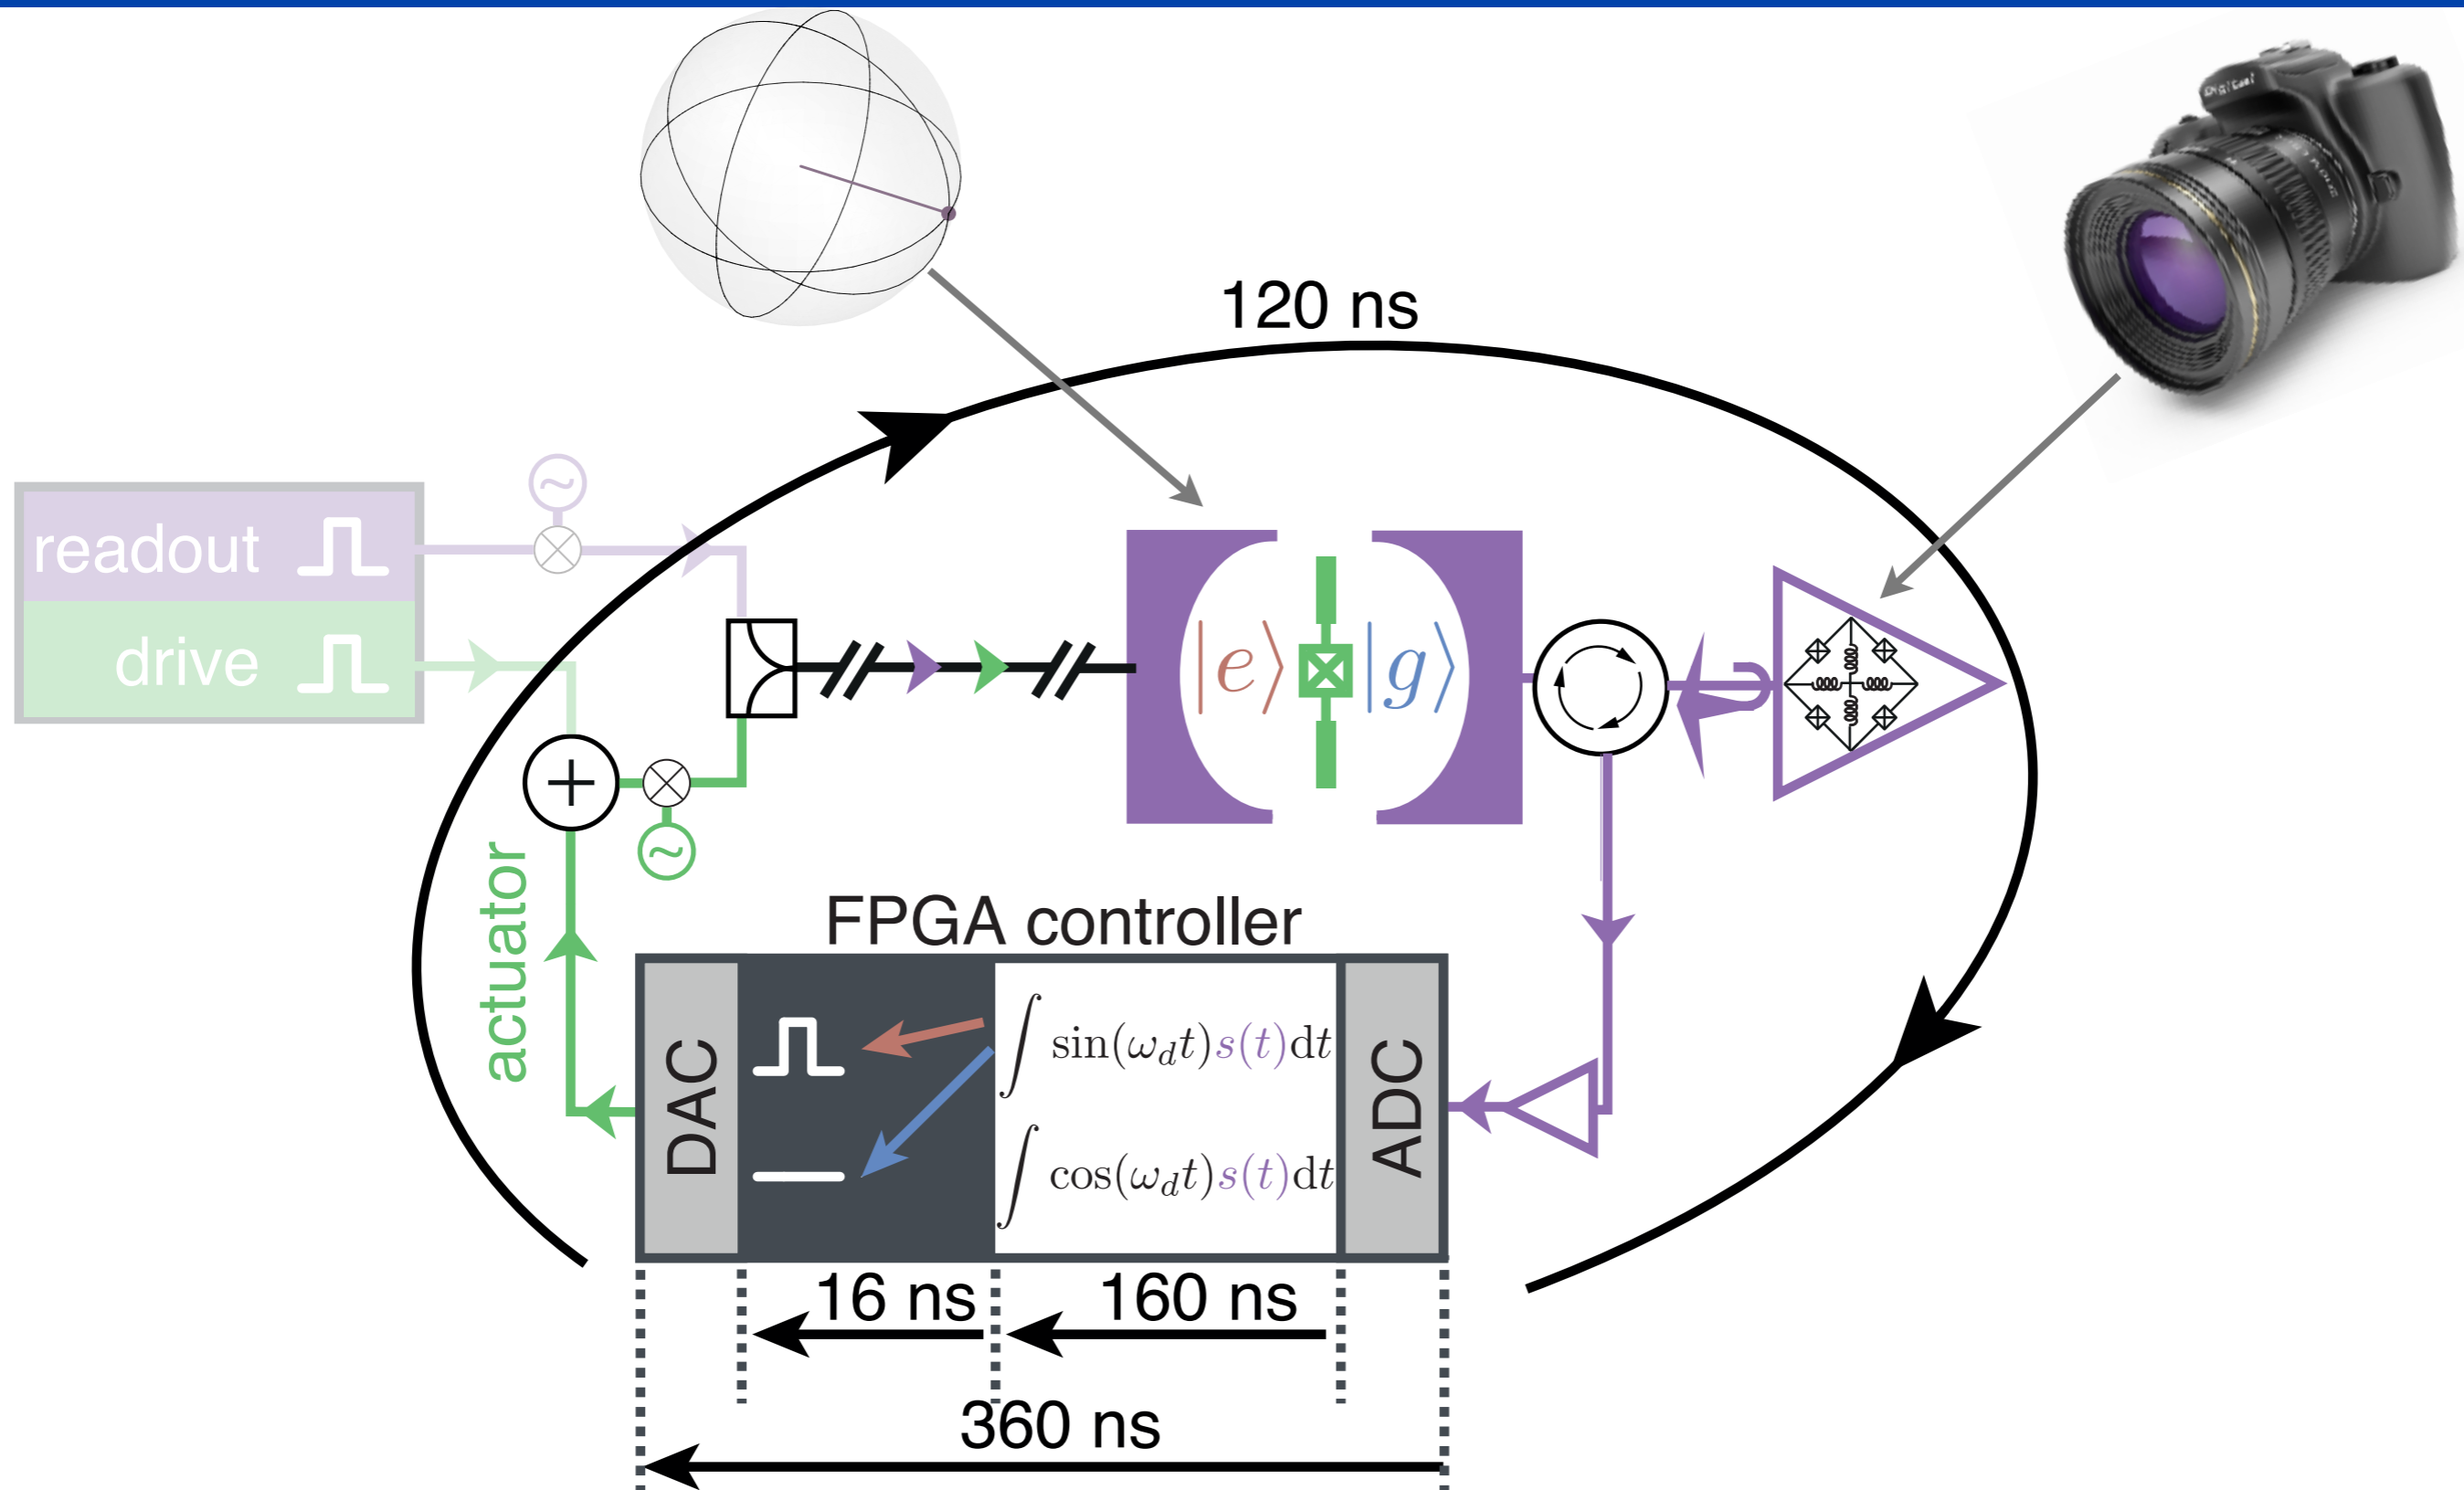 120 ns
readout
drive
|e⟩ |g⟩
actuator
FPGA controller
DAC
∫ sin(ω_d t)s(t)dt
∫ cos(ω_d t)s(t)dt
ADC
16 ns
160 ns
360 ns